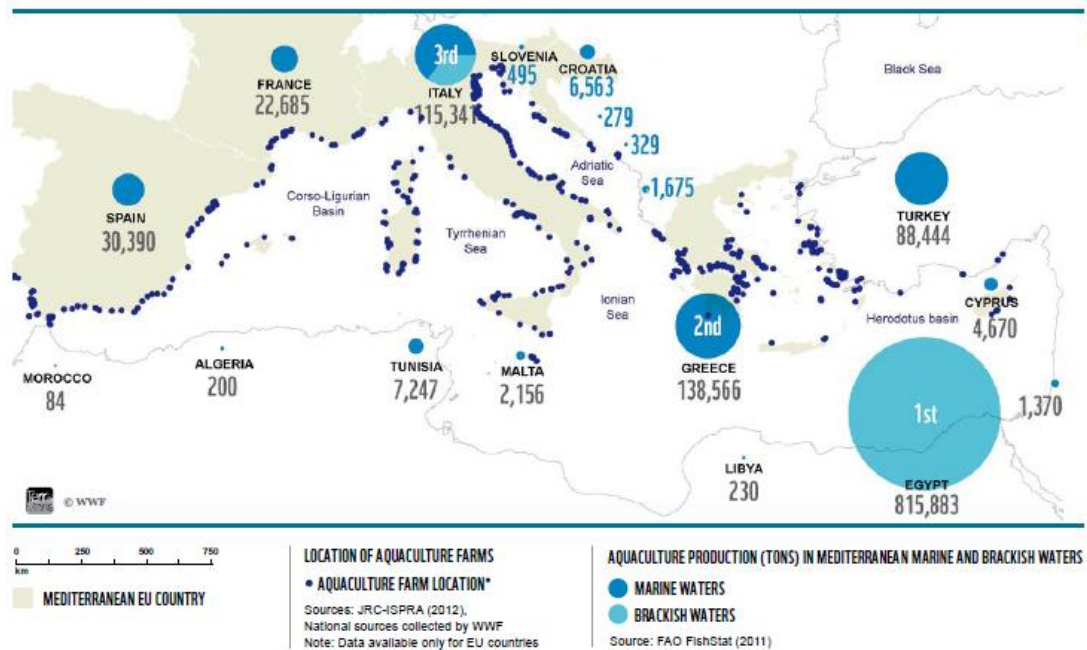 3rd
SLOVENIA
495
CROATIA
6,563
Black Sea
FRANCE
22,685
ITALY
115,341
279
329
Adriatic
Sea
1,675
Corso-Ligurian
Basin
SPAIN
30,390
Tyrrhenian
Sea
TURKEY
88,444
Ionian
Sea
2nd
GREECE
138,566
CYPRUS
4,670
Herodotus basin
MOROCCO
84
ALGERIA
200
TUNISIA
7,247
MALTA
2,156
1st
1,370
LIBYA
230
EGYPT
815,883
© WWF
0 250 500 750
km
MEDITERRANEAN EU COUNTRY
LOCATION OF AQUACULTURE FARMS
AQUACULTURE FARM LOCATION*
Sources: JRC-ISPRA (2012),
National sources collected by WWF
Note: Data available only for EU countries
AQUACULTURE PRODUCTION (TONS) IN MEDITERRANEAN MARINE AND BRACKISH WATERS
MARINE WATERS
BRACKISH WATERS
Source: FAO FishStat (2011)